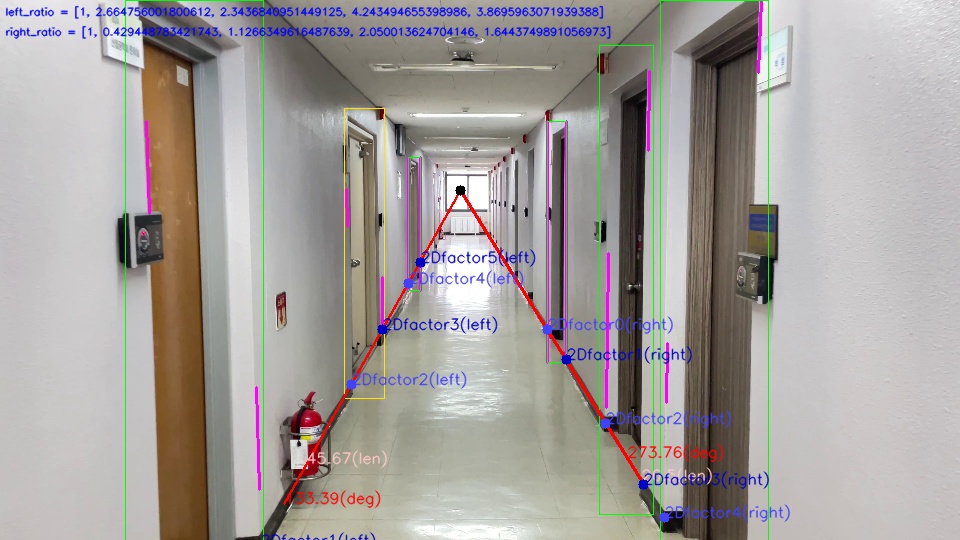 left_ratio = [1, 2.664756001800612, 2.3436840951449125, 4.243494655398986, 3.8695963071939388]
right_ratio = [1, 0.429448783421743, 1.1266349616487639, 2.050013624704146, 1.6443749891056973]
2Dfactor5(left)
2Dfactor4(left)
2Dfactor3(left)
2Dfactor0(right)
2Dfactor1(right)
2Dfactor2(left)
2Dfactor2(right)
273.76(deg)
45.67(len)
(len)
2Dfactor3(right)
33.39(deg)
2Dfactor4(right)
2Dfactor1(left)